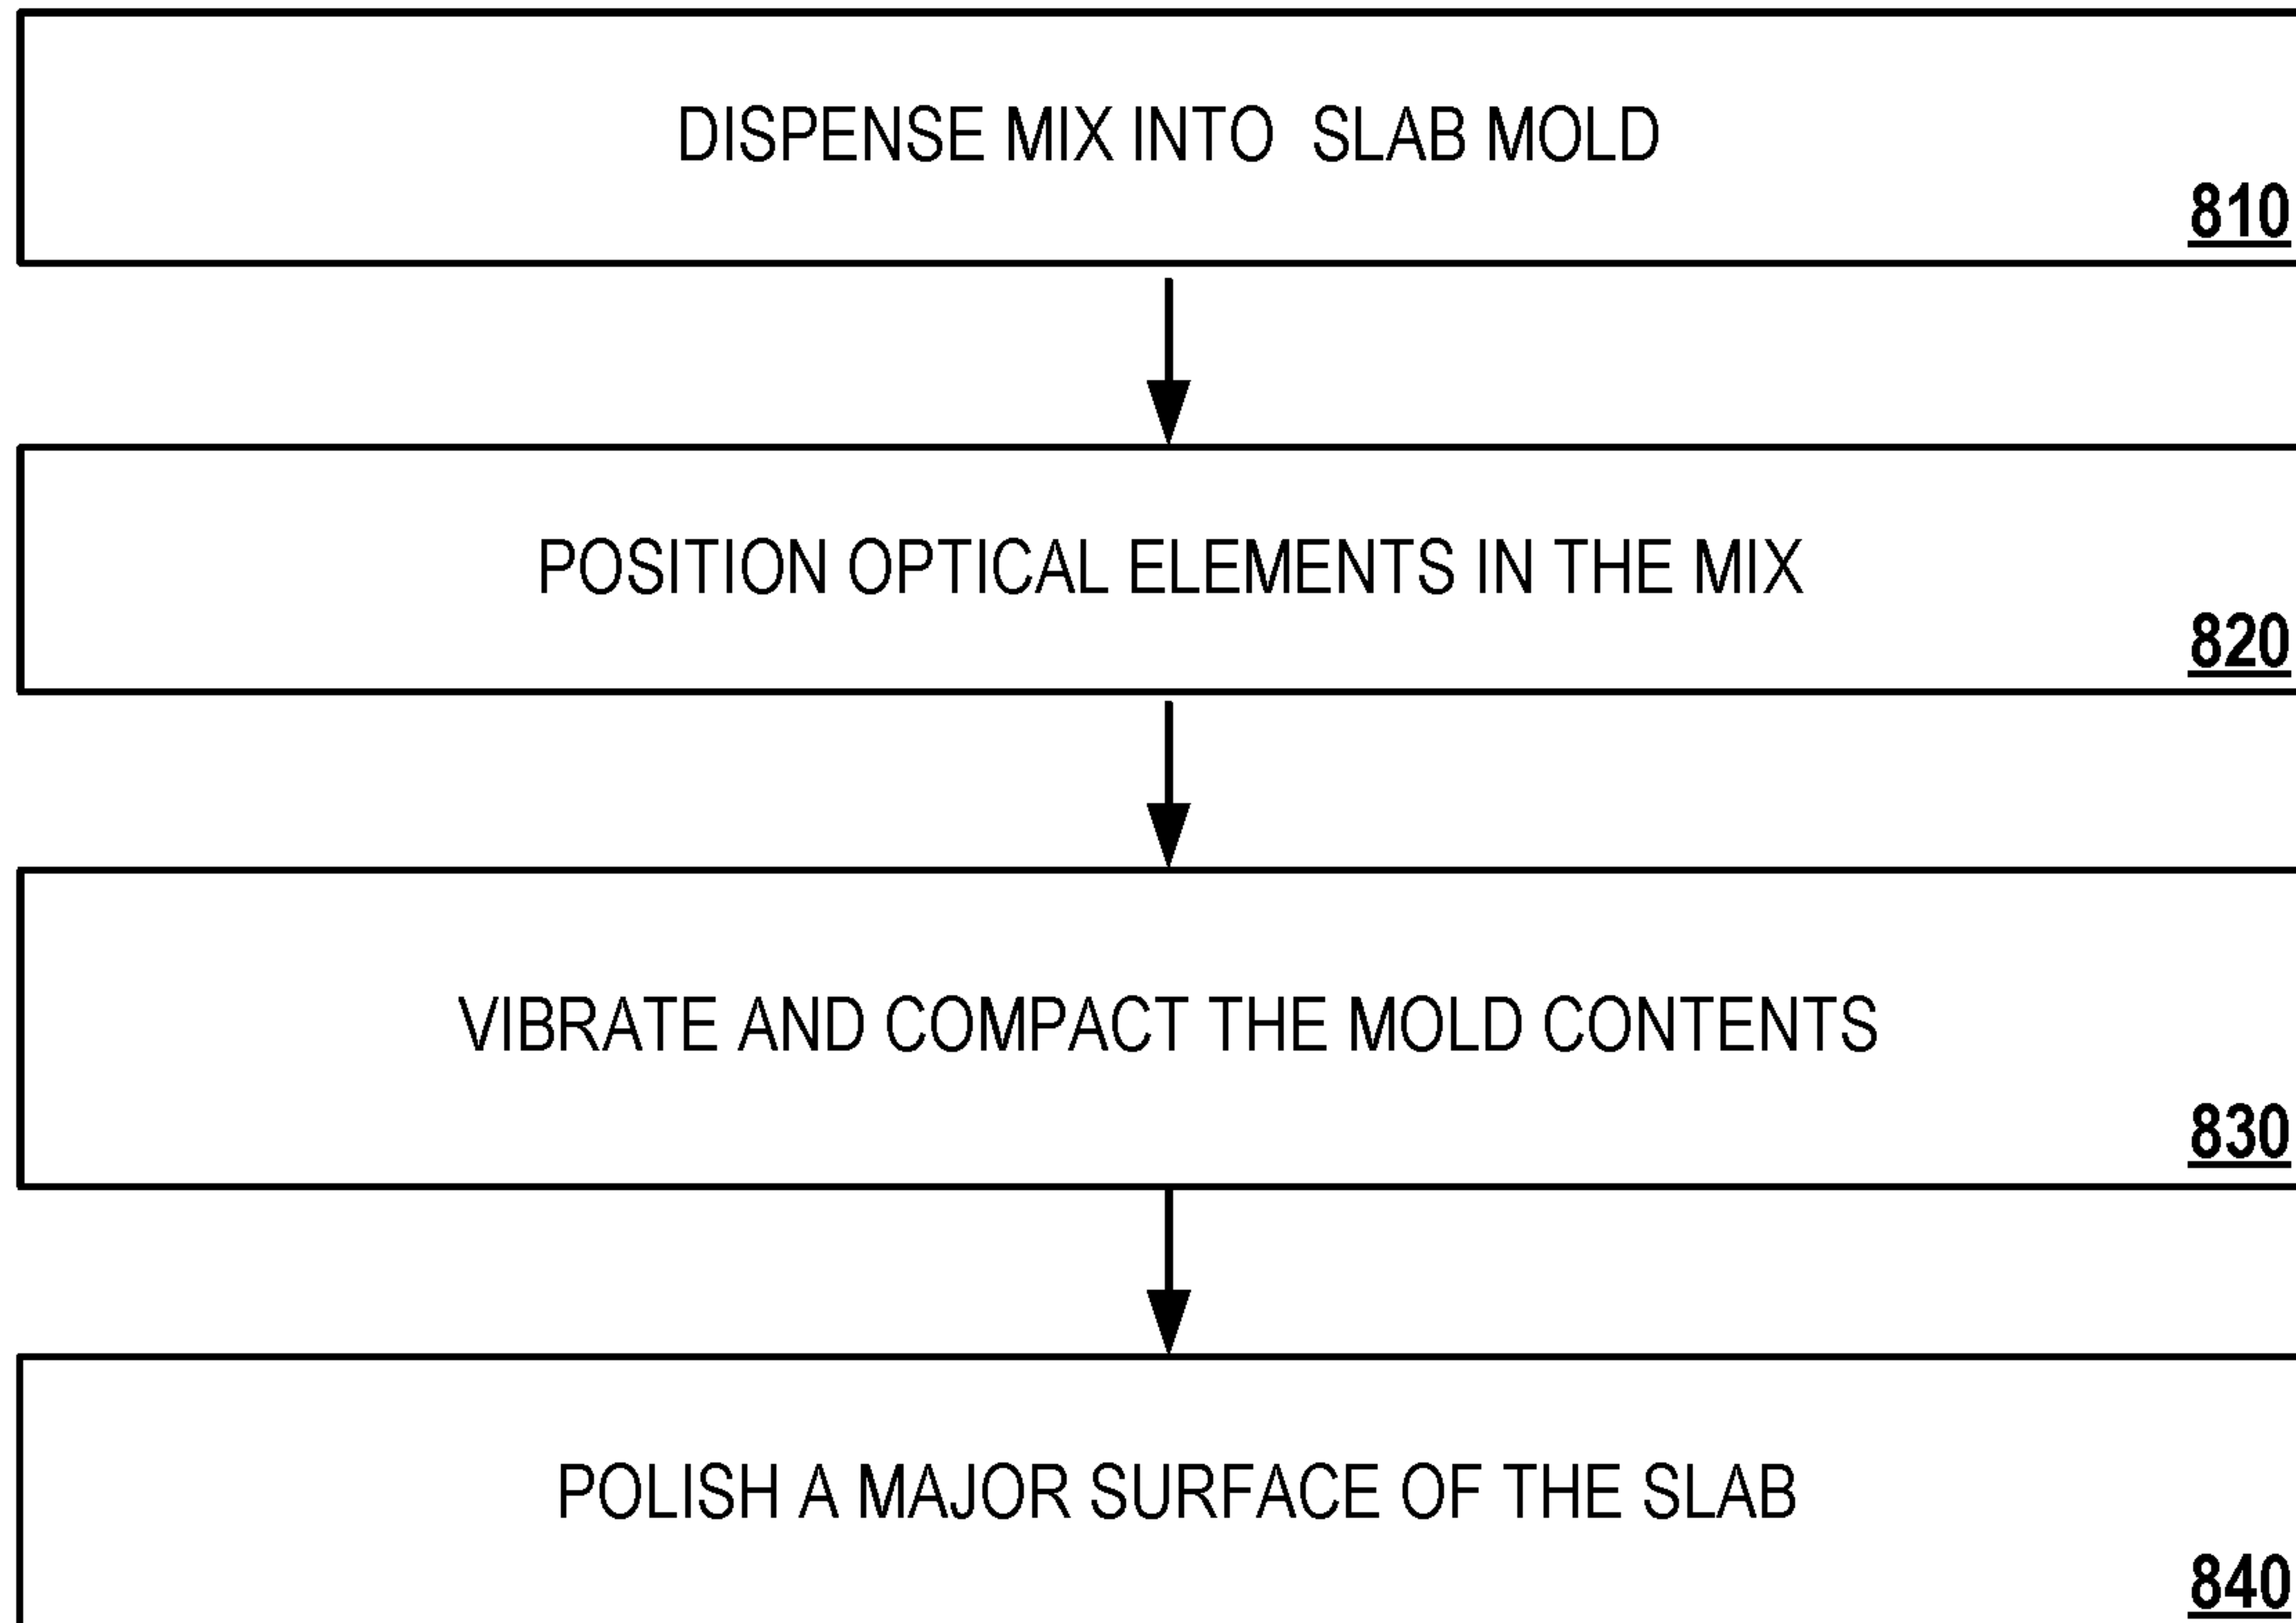 DISPENSE MIX INTO SLAB MOLD
810
POSITION OPTICAL ELEMENTS IN THE MIX
820
VIBRATE AND COMPACT THE MOLD CONTENTS
830
POLISH A MAJOR SURFACE OF THE SLAB
840